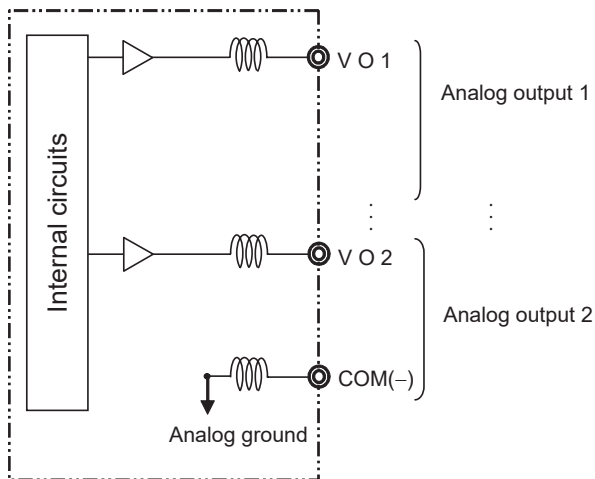 V O 1
Analog output 1
Internal circuits
V O 2
Analog output 2
COM(−)
Analog ground